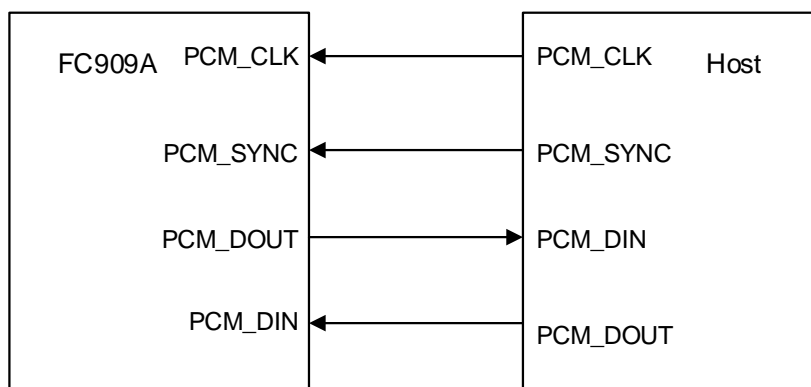 FC909A PCM_CLK PCM_CLK Host
PCM_SYNC PCM_SYNC
PCM_DOUT PCM_DIN
PCM_DIN PCM_DOUT